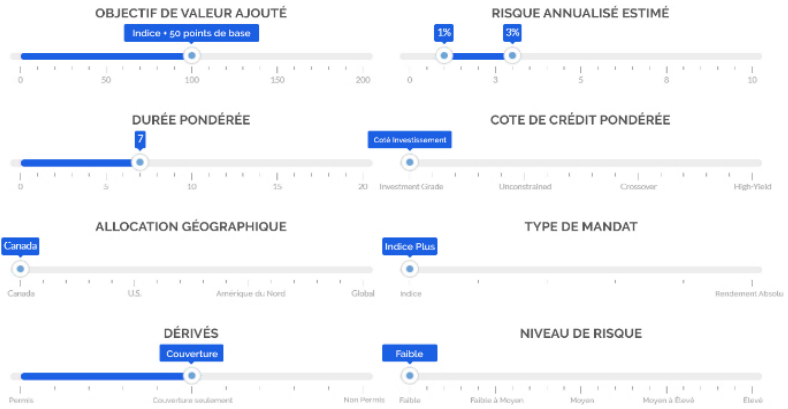 OBJECTIF DE VALEUR AJOUTÉ
Indice + 50 points de base
0 50 100 150 200
RISQUE ANNUALISÉ ESTIMÉ
1% 3%
0 3 5 8 10
DURÉE PONDÉRÉE
7
0 5 10 15 20
COTE DE CRÉDIT PONDÉRÉE
Coté Investissement
Investment Grade Unconstrained Crossover High-Yield
ALLOCATION GÉOGRAPHIQUE
Canada
Canada U.S. Amérique du Nord Global
TYPE DE MANDAT
Indice Plus
Indice Rendement Absolu
DÉRIVÉS
Couverture
Permis Couverture seulement Non Permis
NIVEAU DE RISQUE
Faible
Faible Faible à Moyen Moyen Moyen à Élevé Élevé